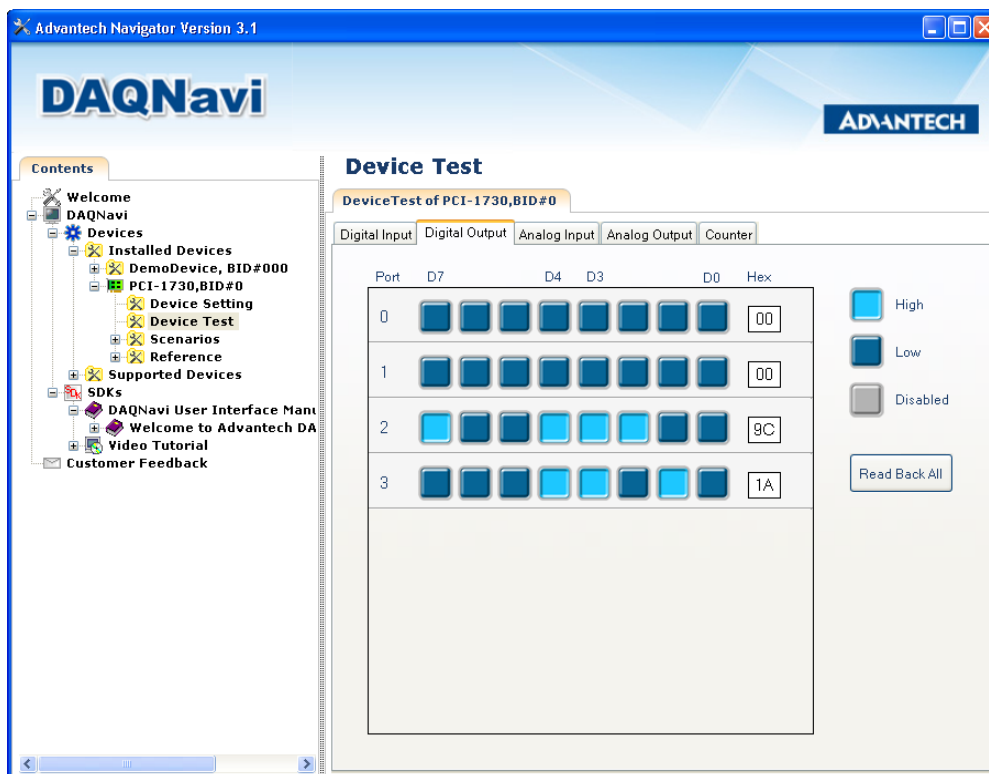 Advantech Navigator Version 3.1
DAQNavi
ADVANTECH
Contents
Welcome
DAQNavi
Devices
Installed Devices
DemoDevice, BID#000
PCI-1730,BID#0
Device Setting
Device Test
Scenarios
Reference
Supported Devices
SDKs
DAQNavi User Interface Manu
Welcome to Advantech DA
Video Tutorial
Customer Feedback
Device Test
DeviceTest of PCI-1730,BID#0
Digital Input Digital Output Analog Input Analog Output Counter
Port D7 D4 D3 D0 Hex
0 00
1 00
2 9C
3 1A
High
Low
Disabled
Read Back All